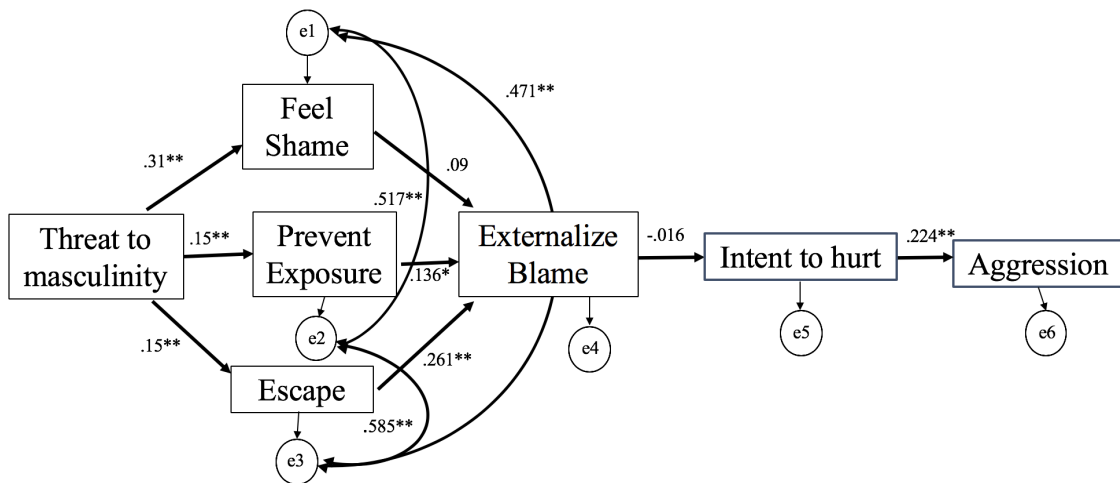 e1
.471**
Feel
Shame
.31**
.09
.517**
Threat to
masculinity
.15**
Prevent
Exposure
.136*
Externalize
Blame
-.016
Intent to hurt
.224**
Aggression
.15**
e2
.261**
e4
e5
e6
Escape
.585**
e3